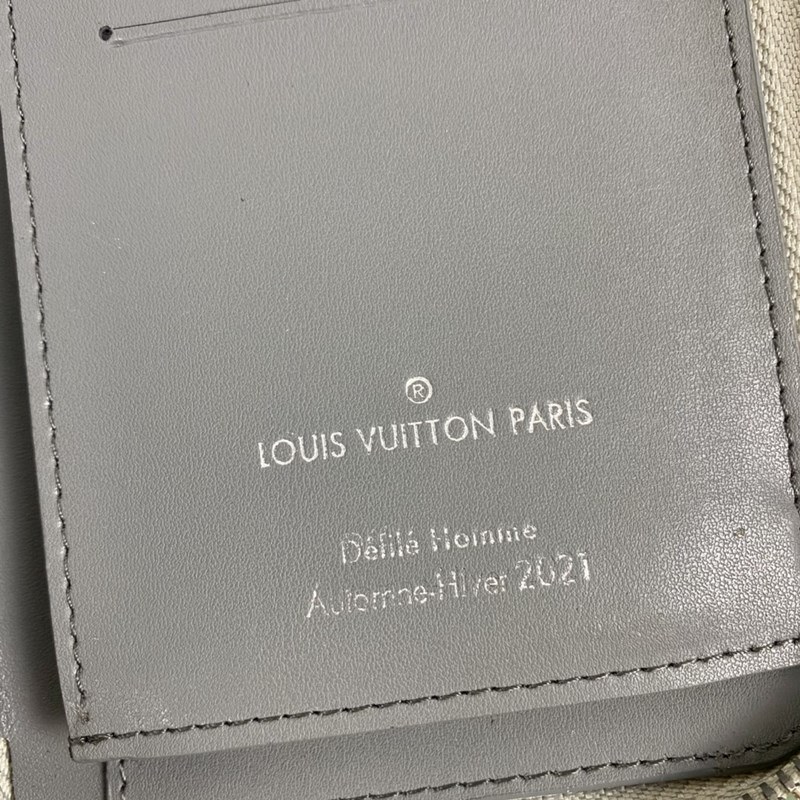 ®
LOUIS VUITTON PARIS
Défilé Homme
Automne-Hiver 2021